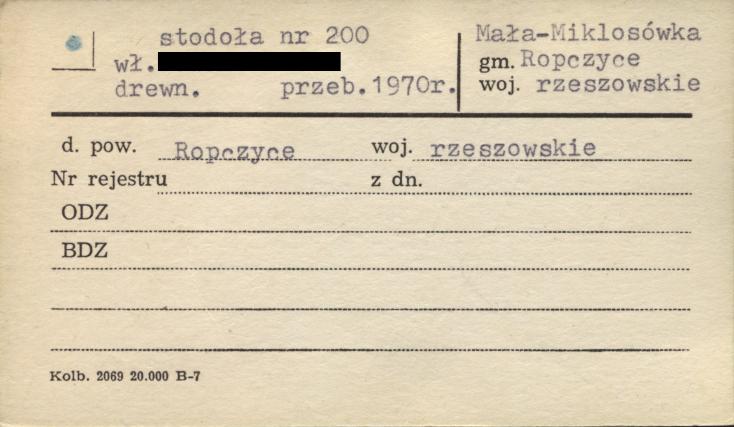 stodoła nr 200
wł.
drewn. przeb.1970r.
Mała-Miklosówka
gm. Ropczyce
woj. rzeszowskie
d. pow. Ropczyce woj. rzeszowskie
Nr rejestru z dn.
ODZ
BDZ
Kolb. 2069 20.000 B-7